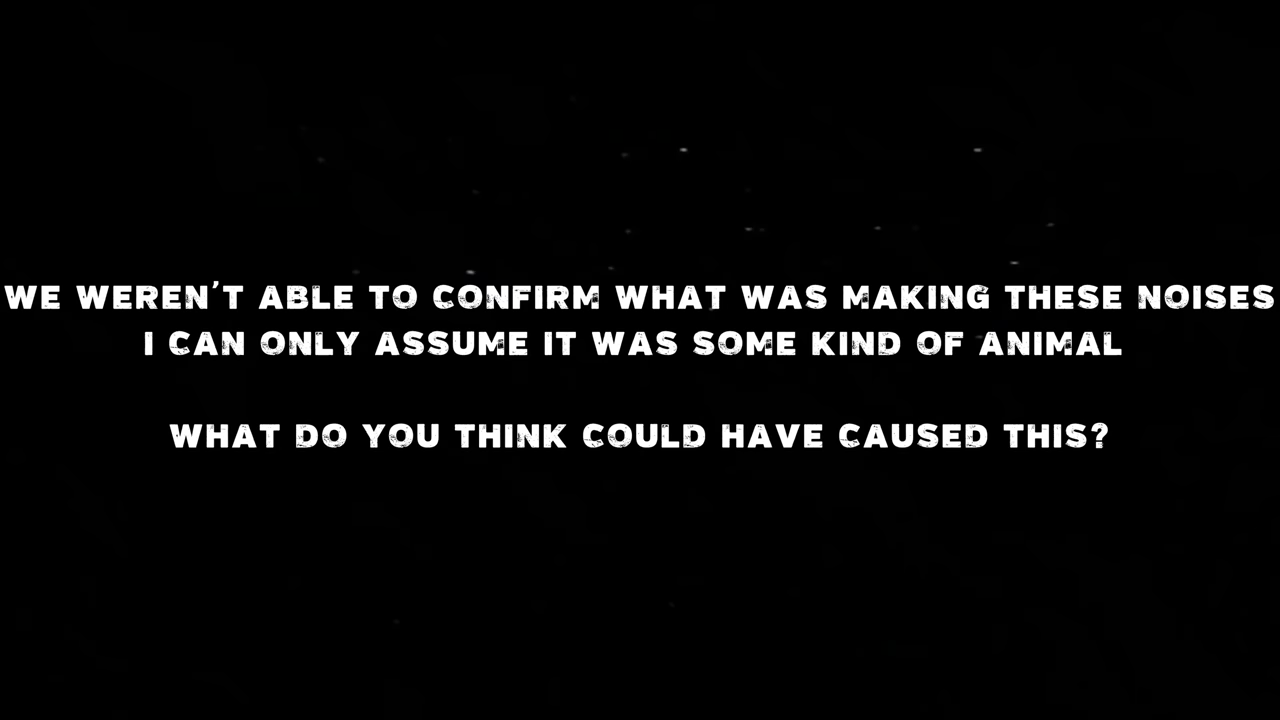 WE WEREN'T ABLE TO CONFIRM WHAT WAS MAKING THESE NOISES
I CAN ONLY ASSUME IT WAS SOME KIND OF ANIMAL
WHAT DO YOU THINK COULD HAVE CAUSED THIS?